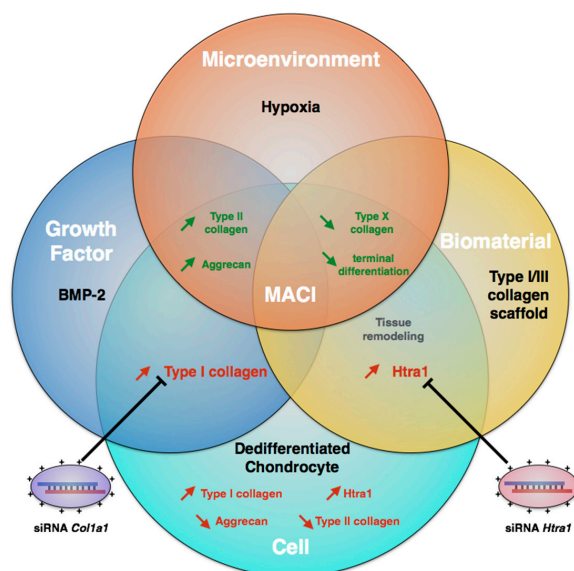 Microenvironment
Hypoxia
Growth
Factor
BMP-2
Type II
collagen
Aggrecan
Type X
collagen
terminal
differentiation
Biomaterial
Type I/III
collagen
scaffold
MACI
Tissue
remodeling
Type I collagen
Htra1
Dedifferentiated
Chondrocyte
Type I collagen
Htra1
Aggrecan
Type II collagen
Cell
siRNA Col1a1
siRNA Htra1